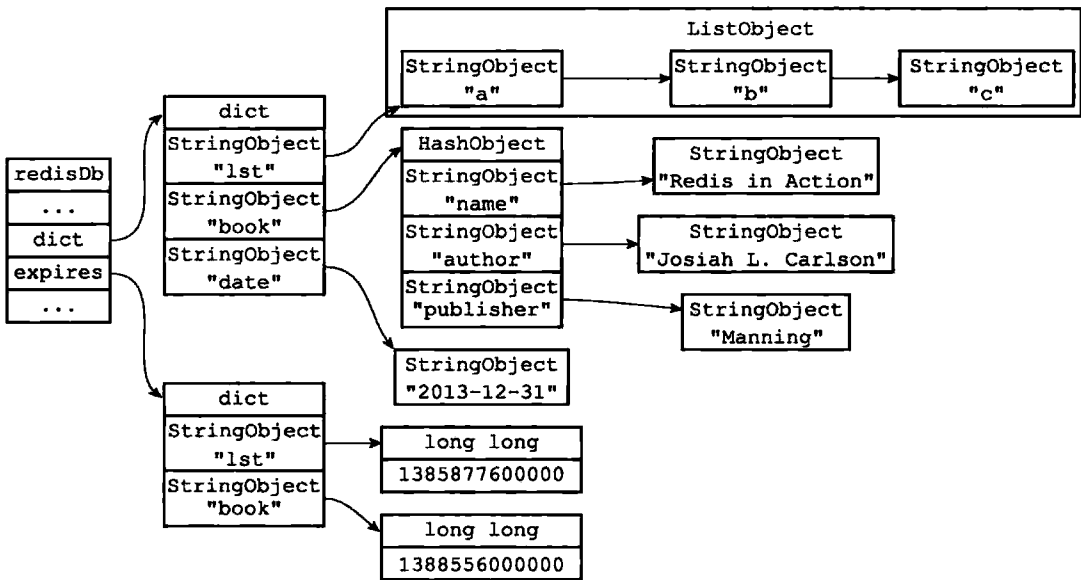 redisDb
...
dict
expires
...
dict
StringObject
"lst"
StringObject
"book"
StringObject
"date"
ListObject
StringObject
"a"
StringObject
"b"
StringObject
"c"
HashObject
StringObject
"name"
StringObject
"author"
StringObject
"publisher"
StringObject
"Redis in Action"
StringObject
"Josiah L. Carlson"
StringObject
"Manning"
StringObject
"2013-12-31"
dict
StringObject
"lst"
StringObject
"book"
long long
1385877600000
long long
1388556000000